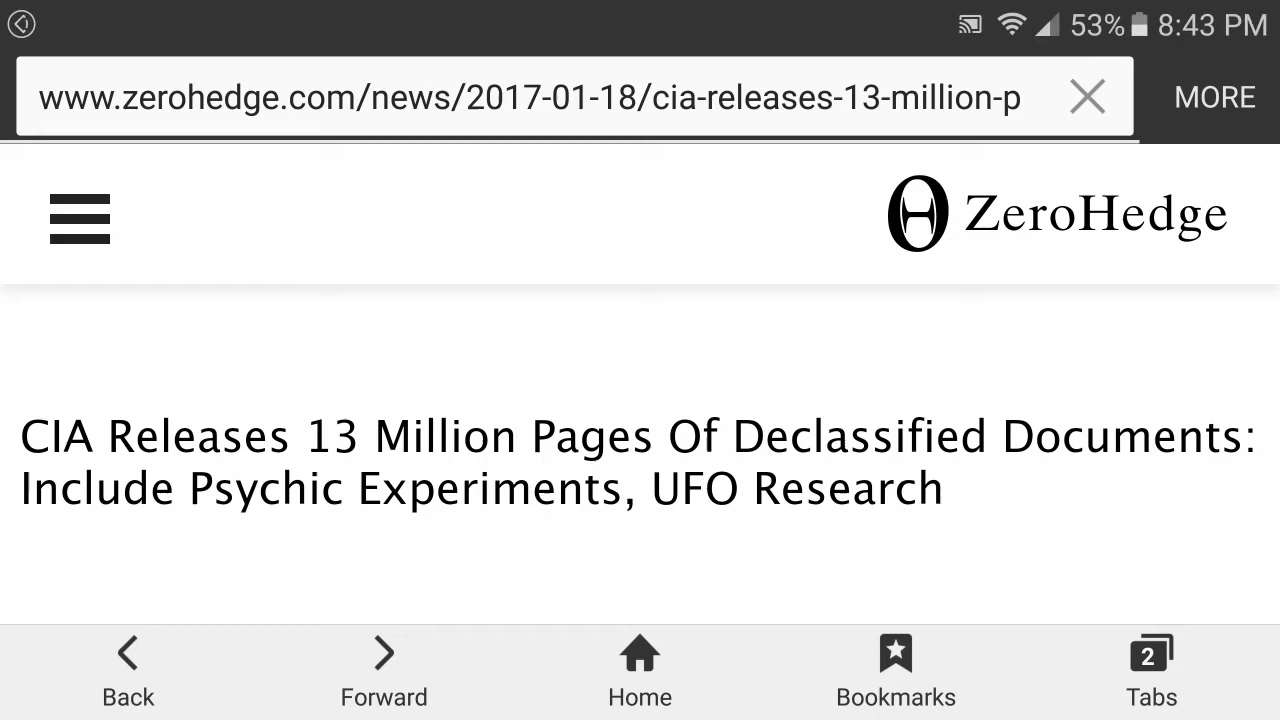 53% 8:43 PM
www.zerohedge.com/news/2017-01-18/cia-releases-13-million-p
MORE
ZeroHedge
CIA Releases 13 Million Pages Of Declassified Documents:
Include Psychic Experiments, UFO Research
2
Back Forward Home Bookmarks Tabs